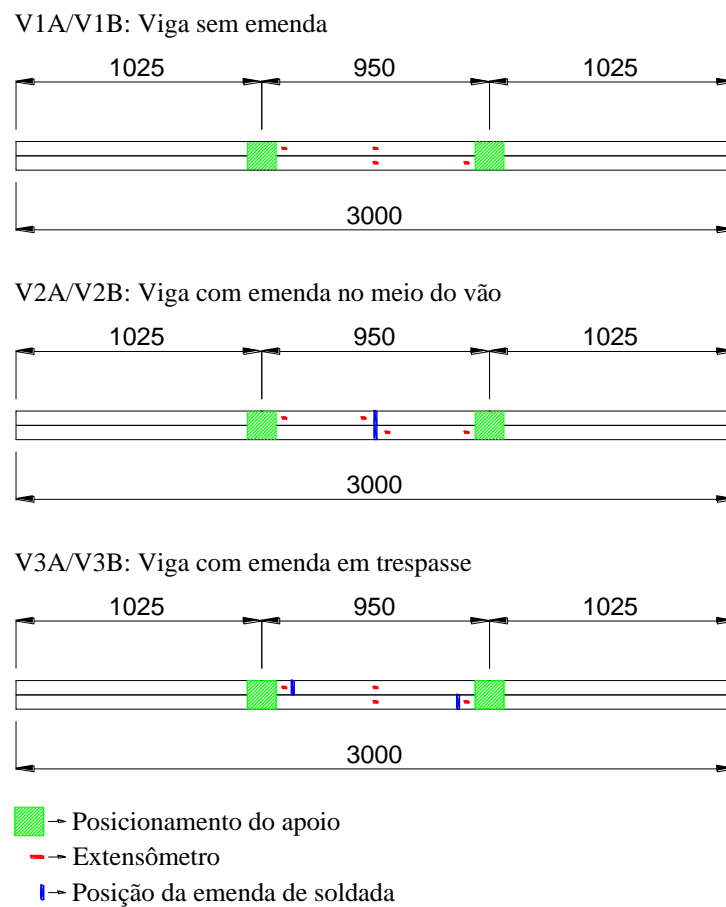 V1A/V1B: Viga sem emenda
1025 950 1025
3000
V2A/V2B: Viga com emenda no meio do vão
1025 950 1025
3000
V3A/V3B: Viga com emenda em trespasse
1025 950 1025
3000
Posicionamento do apoio
Extensômetro
Posição da emenda de soldada